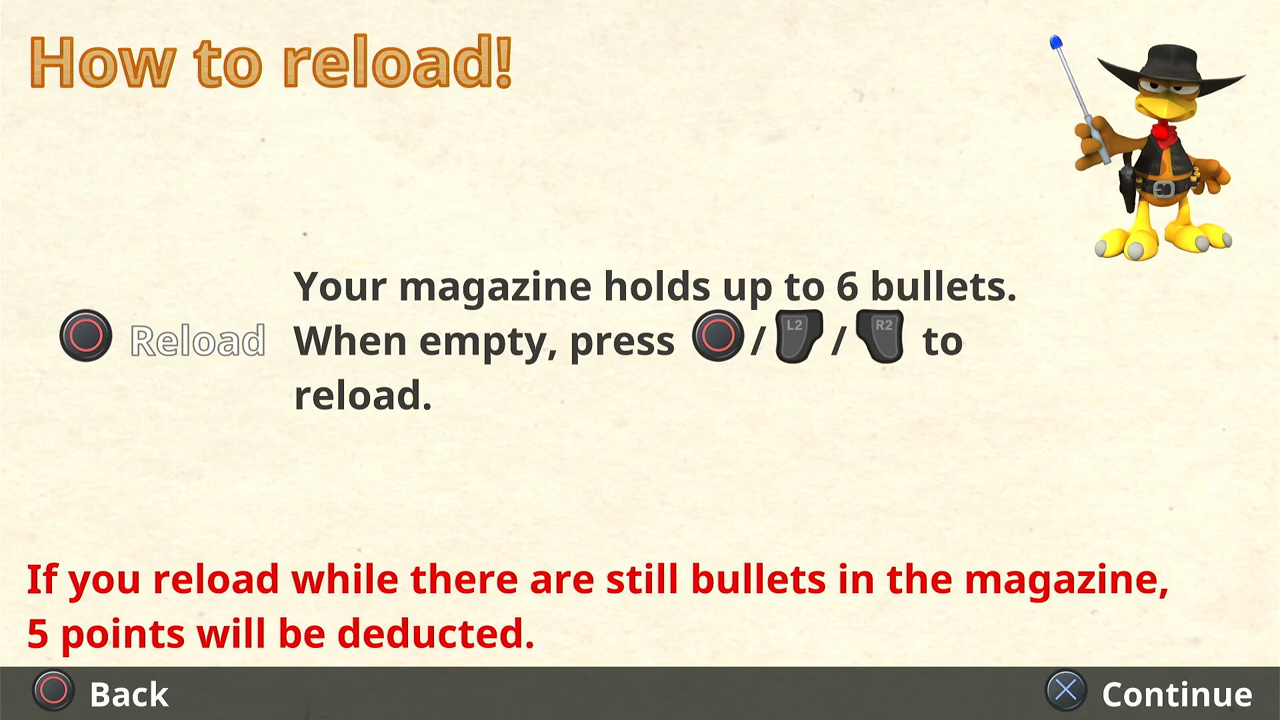 How to reload!
Your magazine holds up to 6 bullets.
Reload When empty, press / L2 / R2 to
reload.
If you reload while there are still bullets in the magazine,
5 points will be deducted.
Back Continue